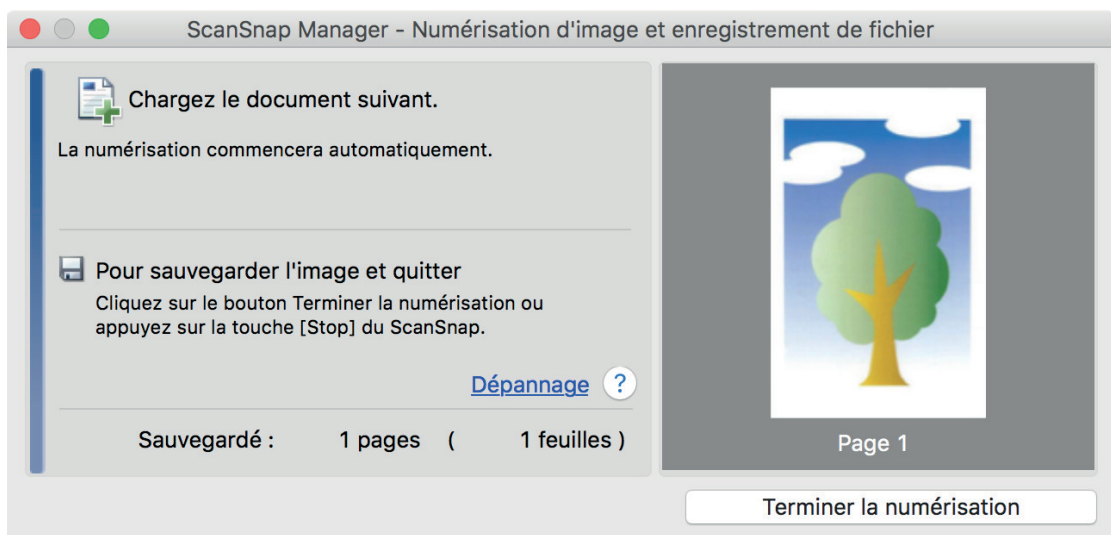 ScanSnap Manager - Numérisation d'image et enregistrement de fichier
Chargez le document suivant.
La numérisation commencera automatiquement.
Pour sauvegarder l'image et quitter
Cliquez sur le bouton Terminer la numérisation ou
appuyez sur la touche [Stop] du ScanSnap.
Dépannage ?
Sauvegardé : 1 pages ( 1 feuilles )
Page 1
Terminer la numérisation